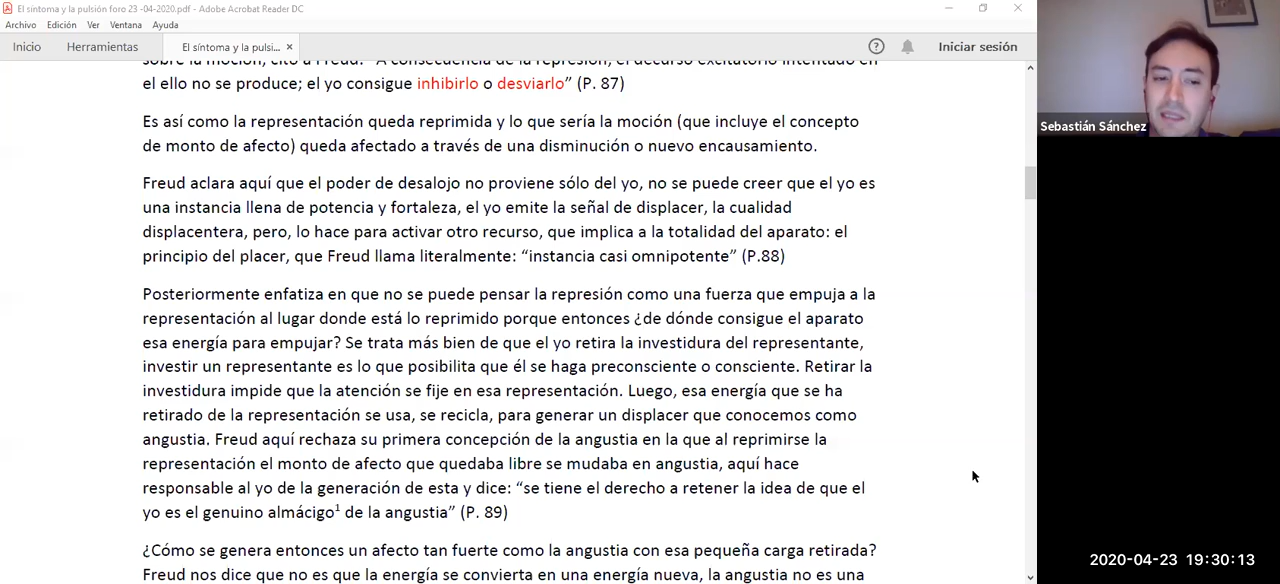 El síntoma y la pulsión foro 23 -04-2020.pdf - Adobe Acrobat Reader DC
Archivo Edición Ver Ventana Ayuda
Inicio Herramientas El síntoma y la pulsi... × ? Iniciar sesión
sobre la moción, cito a Freud: “A consecuencia de la represión, el decurso excitatorio intentado en
el ello no se produce; el yo consigue inhibirlo o desviarlo” (P. 87)
Es así como la representación queda reprimida y lo que sería la moción (que incluye el concepto
de monto de afecto) queda afectado a través de una disminución o nuevo encausamiento.
Freud aclara aquí que el poder de desalojo no proviene sólo del yo, no se puede creer que el yo es
una instancia llena de potencia y fortaleza, el yo emite la señal de displacer, la cualidad
displacentera, pero, lo hace para activar otro recurso, que implica a la totalidad del aparato: el
principio del placer, que Freud llama literalmente: “instancia casi omnipotente” (P.88)
Posteriormente enfatiza en que no se puede pensar la represión como una fuerza que empuja a la
representación al lugar donde está lo reprimido porque entonces ¿de dónde consigue el aparato
esa energía para empujar? Se trata más bien de que el yo retira la investidura del representante,
investir un representante es lo que posibilita que él se haga preconsciente o consciente. Retirar la
investidura impide que la atención se fije en esa representación. Luego, esa energía que se ha
retirado de la representación se usa, se recicla, para generar un displacer que conocemos como
angustia. Freud aquí rechaza su primera concepción de la angustia en la que al reprimirse la
representación el monto de afecto que quedaba libre se mudaba en angustia, aquí hace
responsable al yo de la generación de esta y dice: “se tiene el derecho a retener la idea de que el
yo es el genuino almácigo¹ de la angustia” (P. 89)
¿Cómo se genera entonces un afecto tan fuerte como la angustia con esa pequeña carga retirada?
Freud nos dice que no es que la energía se convierta en una energía nueva, la angustia no es una
Sebastián Sánchez
2020-04-23 19:30:13